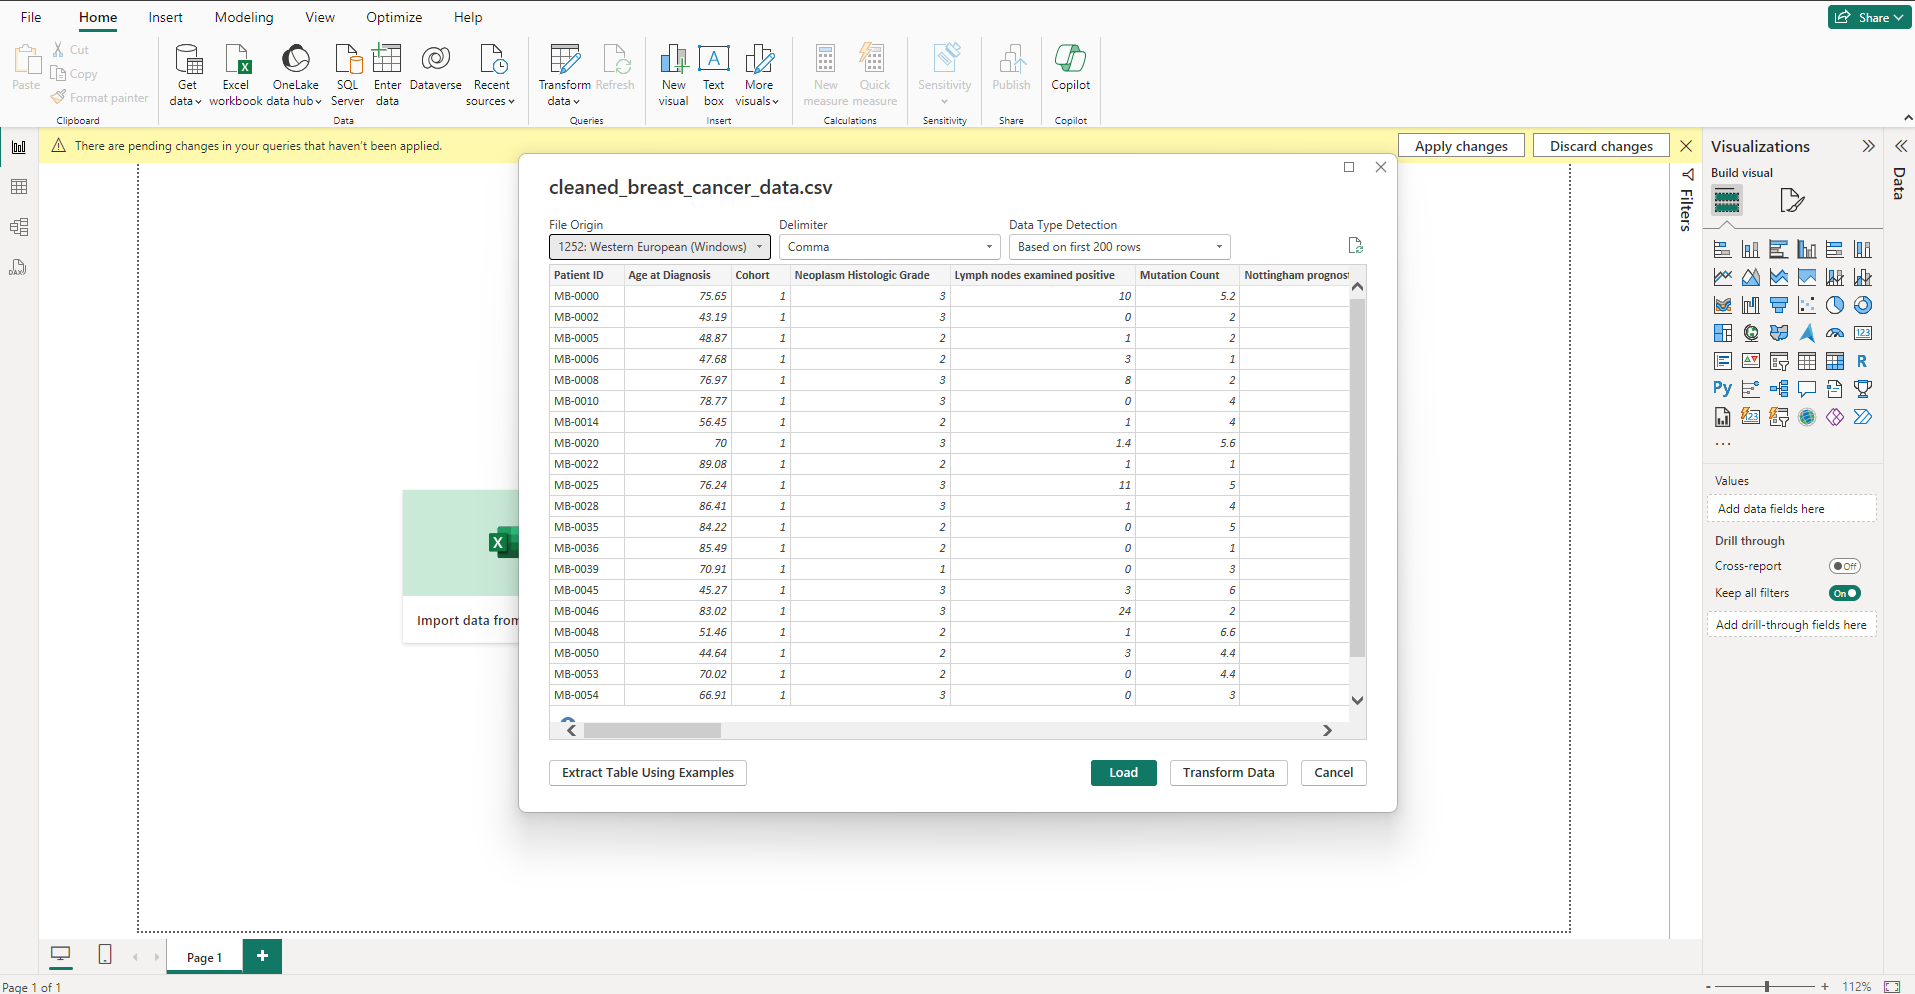 File Home Insert Modeling View Optimize Help
Share
Paste
Cut
Copy
Format painter
Clipboard
Get data
Excel workbook
OneLake data hub
SQL Server
Enter data
Dataverse
Recent sources
Data
Transform data
Refresh
Queries
New visual
Text box
More visuals
Insert
New measure
Quick measure
Calculations
Sensitivity
Sensitivity
Publish
Share
Copilot
Copilot
There are pending changes in your queries that haven't been applied.
Apply changes
Discard changes
cleaned_breast_cancer_data.csv
File Origin
1252: Western European (Windows)
Delimiter
Comma
Data Type Detection
Based on first 200 rows
Patient ID Age at Diagnosis Cohort Neoplasm Histologic Grade Lymph nodes examined positive Mutation Count Nottingham prognost
MB-0000 75.65 1 3 10 5.2
MB-0002 43.19 1 3 0 2
MB-0005 48.87 1 2 1 2
MB-0006 47.68 1 2 3 1
MB-0008 76.97 1 3 8 2
MB-0010 78.77 1 3 0 4
MB-0014 56.45 1 2 1 4
MB-0020 70 1 3 1.4 5.6
MB-0022 89.08 1 2 1 1
MB-0025 76.24 1 3 11 5
MB-0028 86.41 1 3 1 4
MB-0035 84.22 1 2 0 5
MB-0036 85.49 1 2 0 1
MB-0039 70.91 1 1 0 3
MB-0045 45.27 1 3 3 6
MB-0046 83.02 1 3 24 2
MB-0048 51.46 1 2 1 6.6
MB-0050 44.64 1 2 3 4.4
MB-0053 70.02 1 2 0 4.4
MB-0054 66.91 1 3 0 3
Extract Table Using Examples
Load
Transform Data
Cancel
X
Import data from
Filters
Visualizations
Build visual
123
R
Py
123
...
Values
Add data fields here
Drill through
Cross-report
Off
Keep all filters
On
Add drill-through fields here
Data
DAX
Page 1
+
Page 1 of 1
- + 112%